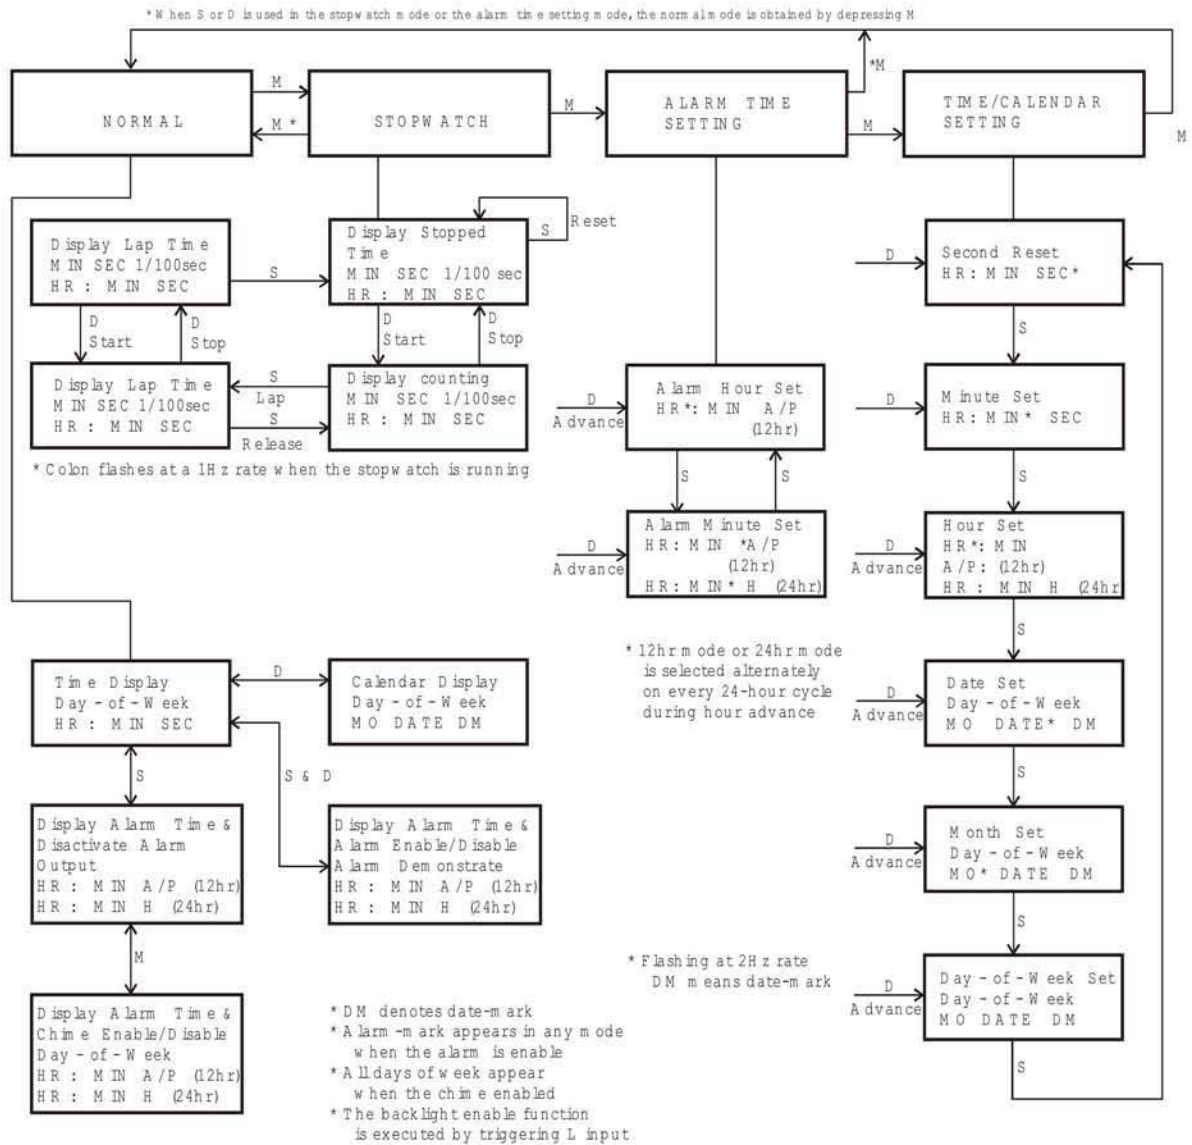 * When S or D is used in the stopwatch mode or the alarm time setting mode, the normal mode is obtained by depressing M
NORMAL
M
M *
STOPWATCH
M
ALARM TIME
SETTING
*M
M
TIME/CALENDAR
SETTING
M
Display Lap Time
MIN SEC 1/100sec
HR : MIN SEC
S
Display Stopped
Time
MIN SEC 1/100 sec
HR : MIN SEC
S
Reset
D
Start
D
Stop
D
Start
D
Stop
Display Lap Time
MIN SEC 1/100sec
HR : MIN SEC
S
Lap
S
Release
Display counting
MIN SEC 1/100sec
HR : MIN SEC
* Colon flashes at a 1Hz rate when the stopwatch is running
D
Advance
Alarm Hour Set
HR*: MIN A/P
(12hr)
S
S
D
Advance
Alarm Minute Set
HR: MIN *A/P
(12hr)
HR: MIN* H (24hr)
* 12hr mode or 24hr mode
is selected alternately
on every 24-hour cycle
during hour advance
D
Second Reset
HR: MIN SEC*
S
D
Minute Set
HR: MIN* SEC
S
D
Advance
Hour Set
HR*: MIN
A/P: (12hr)
HR : MIN H (24hr
S
D
Advance
Date Set
Day-of-Week
MO DATE* DM
S
D
Advance
Month Set
Day-of-Week
MO* DATE DM
S
D
Advance
Day-of-Week Set
Day-of-Week
MO DATE DM
S
Time Display
Day-of-Week
HR : MIN SEC
D
Calendar Display
Day-of-Week
MO DATE DM
S
S & D
Display Alarm Time &
Disactivate Alarm
Output
HR : MIN A/P (12hr)
HR : MIN H (24hr)
Display Alarm Time &
Alarm Enable/Disable
Alarm Demonstrate
HR : MIN A/P (12hr)
HR : MIN H (24hr)
M
Display Alarm Time &
Chime Enable/Disable
Day-of-Week
HR : MIN A/P (12hr)
HR : MIN H (24hr)
* Flashing at 2Hz rate
DM means date-mark
* DM denotes date-mark
* Alarm-mark appears in any mode
when the alarm is enable
* All days of week appear
when the chime enabled
* The backlight enable function
is executed by triggering L input